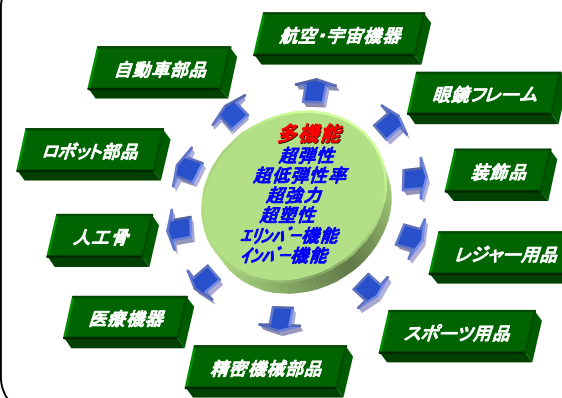 航空・宇宙機器
自動車部品
眼鏡フレーム
ロボット部品
装飾品
人工骨
レジャー用品
医療機器
スポーツ用品
精密機械部品
多機能
超弾性
超低弾性率
超強力
超塑性
エリンバー機能
インバー機能